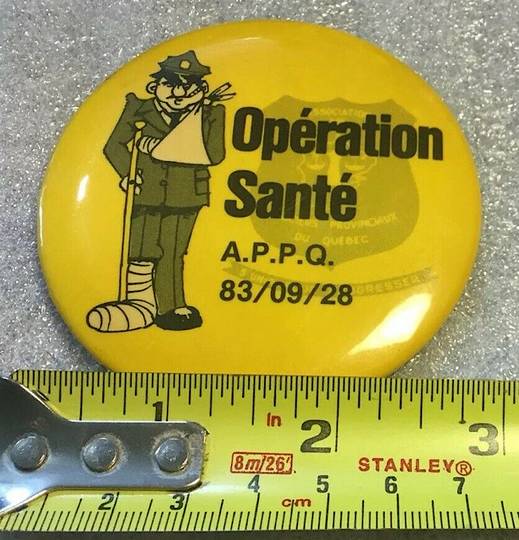 ASSOCIATION
Opération
Santé
PROVINCIAUX
DU QUÉBEC
A.P.P.Q.
83/09/28
1 In 2 3
8m/26' STANLEY®
2 3 4 cm 5 6 7